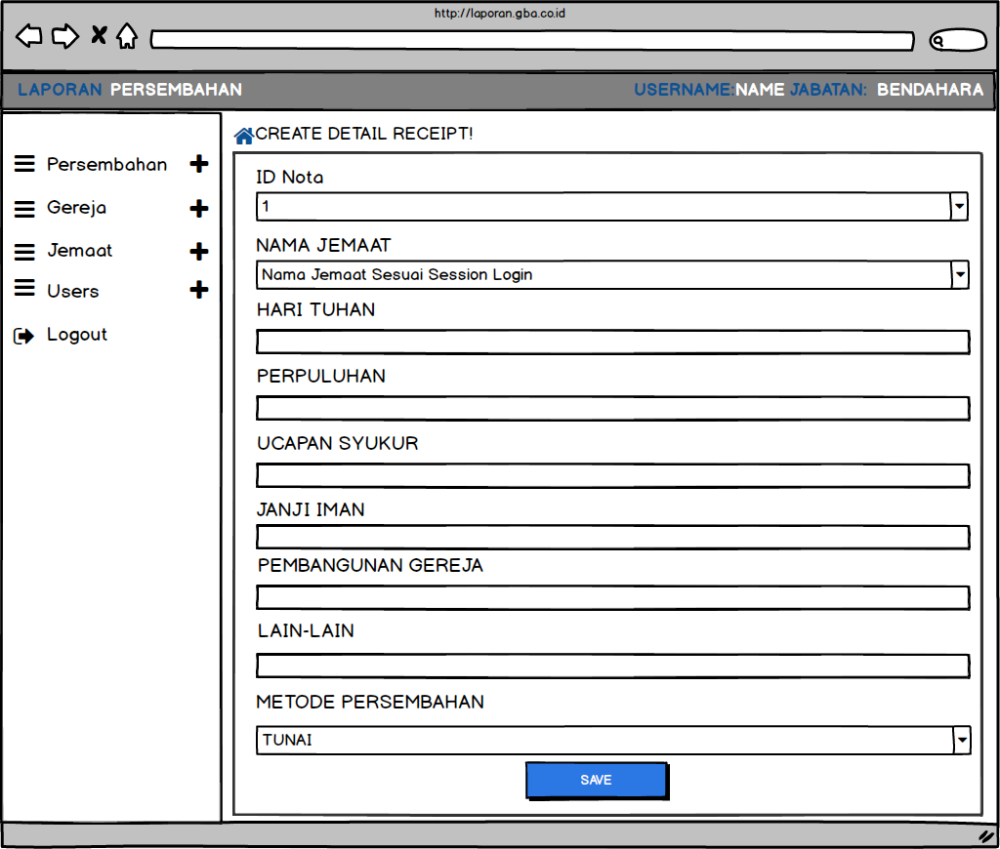 http://laporan.gba.co.id
LAPORAN PERSEMBAHAN
USERNAME:NAME JABATAN: BENDAHARA
Persembahan
Gereja
Jemaat
Users
Logout
CREATE DETAIL RECEIPT!
ID Nota
1
NAMA JEMAAT
Nama Jemaat Sesuai Session Login
HARI TUHAN
PERPULUHAN
UCAPAN SYUKUR
JANJI IMAN
PEMBANGUNAN GEREJA
LAIN-LAIN
METODE PERSEMBAHAN
TUNAI
SAVE